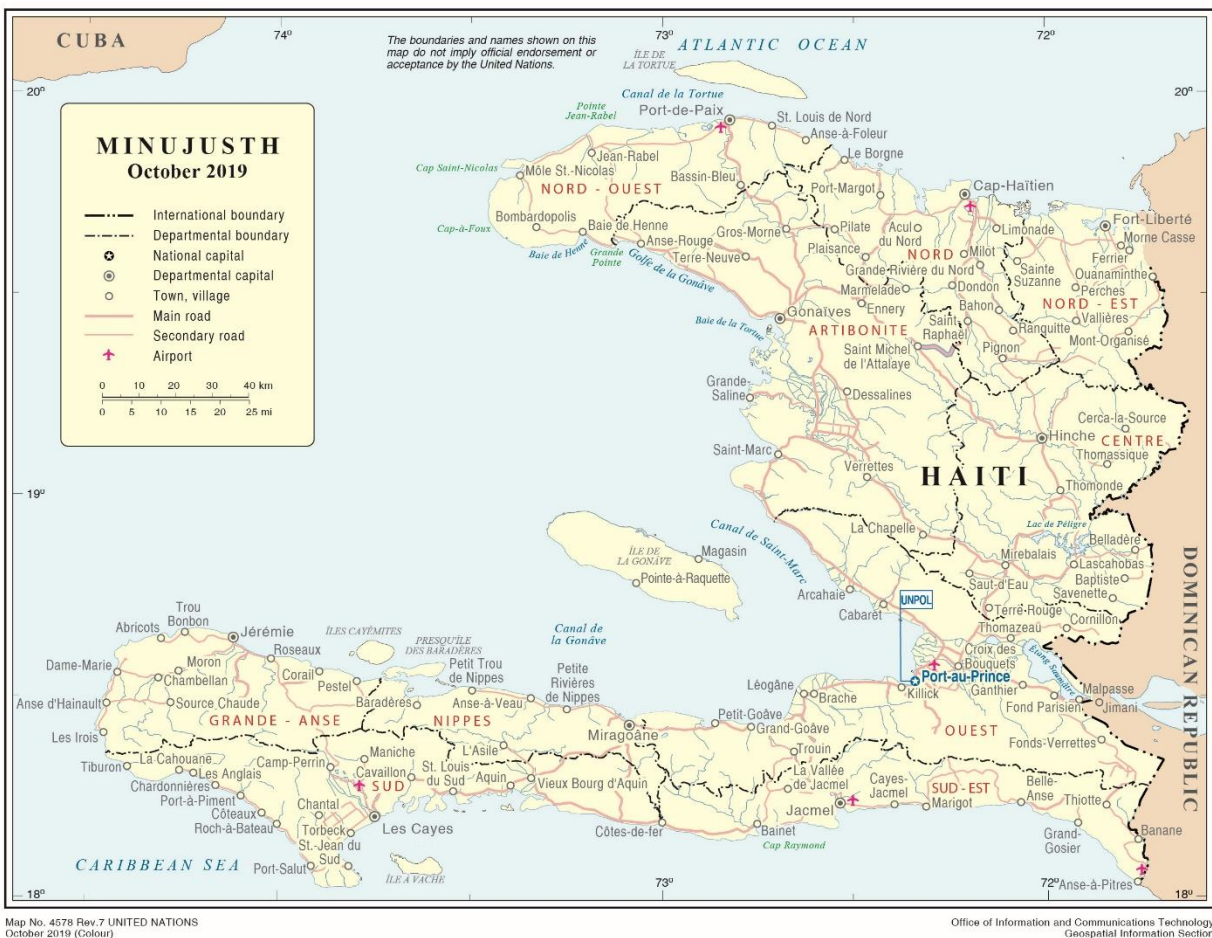 CUBA
74°
73°
72°
The boundaries and names shown on this
map do not imply official endorsement or
acceptance by the United Nations.
ATLANTIC OCEAN
ÎLE DE
LA TORTUE
20°
20°
Canal de la Tortue
MINUJUSTH
October 2019
International boundary
Departmental boundary
National capital
Departmental capital
Town, village
Main road
Secondary road
Airport
0 10 20 30 40 km
0 5 10 15 20 25 mi
Pointe
Jean-Rabel
Port-de-Paix
St. Louis de Nord
Anse-à-Foleur
Le Borgne
Jean-Rabel
Cap Saint-Nicolas
Môle St.-Nicolas
NORD - OUEST
Bassin-Bleu
Port-Margot
Cap-Haïtien
Bombardopolis
Cap-à-Foux
Baie de Henne
Baie de Henne
Grande
Pointe
Anse-Rouge
Golfe de la Gonâve
Gros-Morne
Terre-Neuve
Pilate
Plaisance
Acul
du Nord
NORD
Limonade
Milot
Grande Rivière du Nord
Fort-Liberté
Morne Casse
Ferrier
Ouanaminthe
Sainte
Suzanne
Perches
NORD - EST
Vallières
Mont-Organisé
Marmelade
Dondon
Bahon
Ennery
Gonaïves
Baie de la Tortue
ARTIBONITE
Saint
Raphaël
Ranquitte
Pignon
Saint Michel
de l'Attalaye
Grande-
Saline
Dessalines
Cerca-la-Source
Hinche
CENTRE
Thomassique
Saint-Marc
Verrettes
HAITI
Thomonde
19°
Canal de Saint-Marc
La Chapelle
Lac de Péligre
Belladère
Mirebalais
Lascahobas
Baptiste
Savenette
Saut-d'Eau
ÎLE DE
LA GONÂVE
Magasin
Pointe-à-Raquette
Arcahaie
Cabaret
UNPOL
Terre-Rouge
Cornillon
Thomazeau
DOMINICAN REPUBLIC
Croix des
Bouquets
Étang Saumâtre
Port-au-Prince
Killick
Ganthier
Malpasse
Fond Parisien
Jimani
OUEST
Fonds-Verrettes
Trou
Bonbon
Abricots
Jérémie
ÎLES CAYÉMITES
Canal de
la Gonâve
Roseaux
PRESQU'ÎLE
DES BARADÈRES
Dame-Marie
Moron
Chambellan
Corail
Pestel
Petit Trou
de Nippes
Petite
Rivières
de Nippes
Anse d'Hainault
Source Chaude
Baradères
Anse-à-Veau
Léogâne
Brache
GRANDE - ANSE
NIPPES
Miragoâne
Petit-Goâve
Grand-Goâve
Les Irois
L'Asile
Trouin
Tiburon
La Cahouane
Les Anglais
Camp-Perrin
Maniche
Cavaillon
SUD
St. Louis
du Sud
Aquin
Vieux Bourg d'Aquin
La Vallée
de Jacmel
Jacmel
Cayes-
Jacmel
SUD - EST
Marigot
Belle-
Anse
Thiotte
Chardonnières
Port-à-Piment
Côteaux
Roch-à-Bateau
Chantal
Torbeck
Les Cayes
St.-Jean du
Sud
Port-Salut
ÎLE A VACHE
Côtes-de-fer
Bainet
Cap Raymond
Grand-
Gosier
Banane
Anse-à-Pitres
CARIBBEAN SEA
18°
73°
72°
18°
Map No. 4578 Rev.7 UNITED NATIONS
October 2019 (Colour)
Office of Information and Communications Technology
Geospatial Information Section